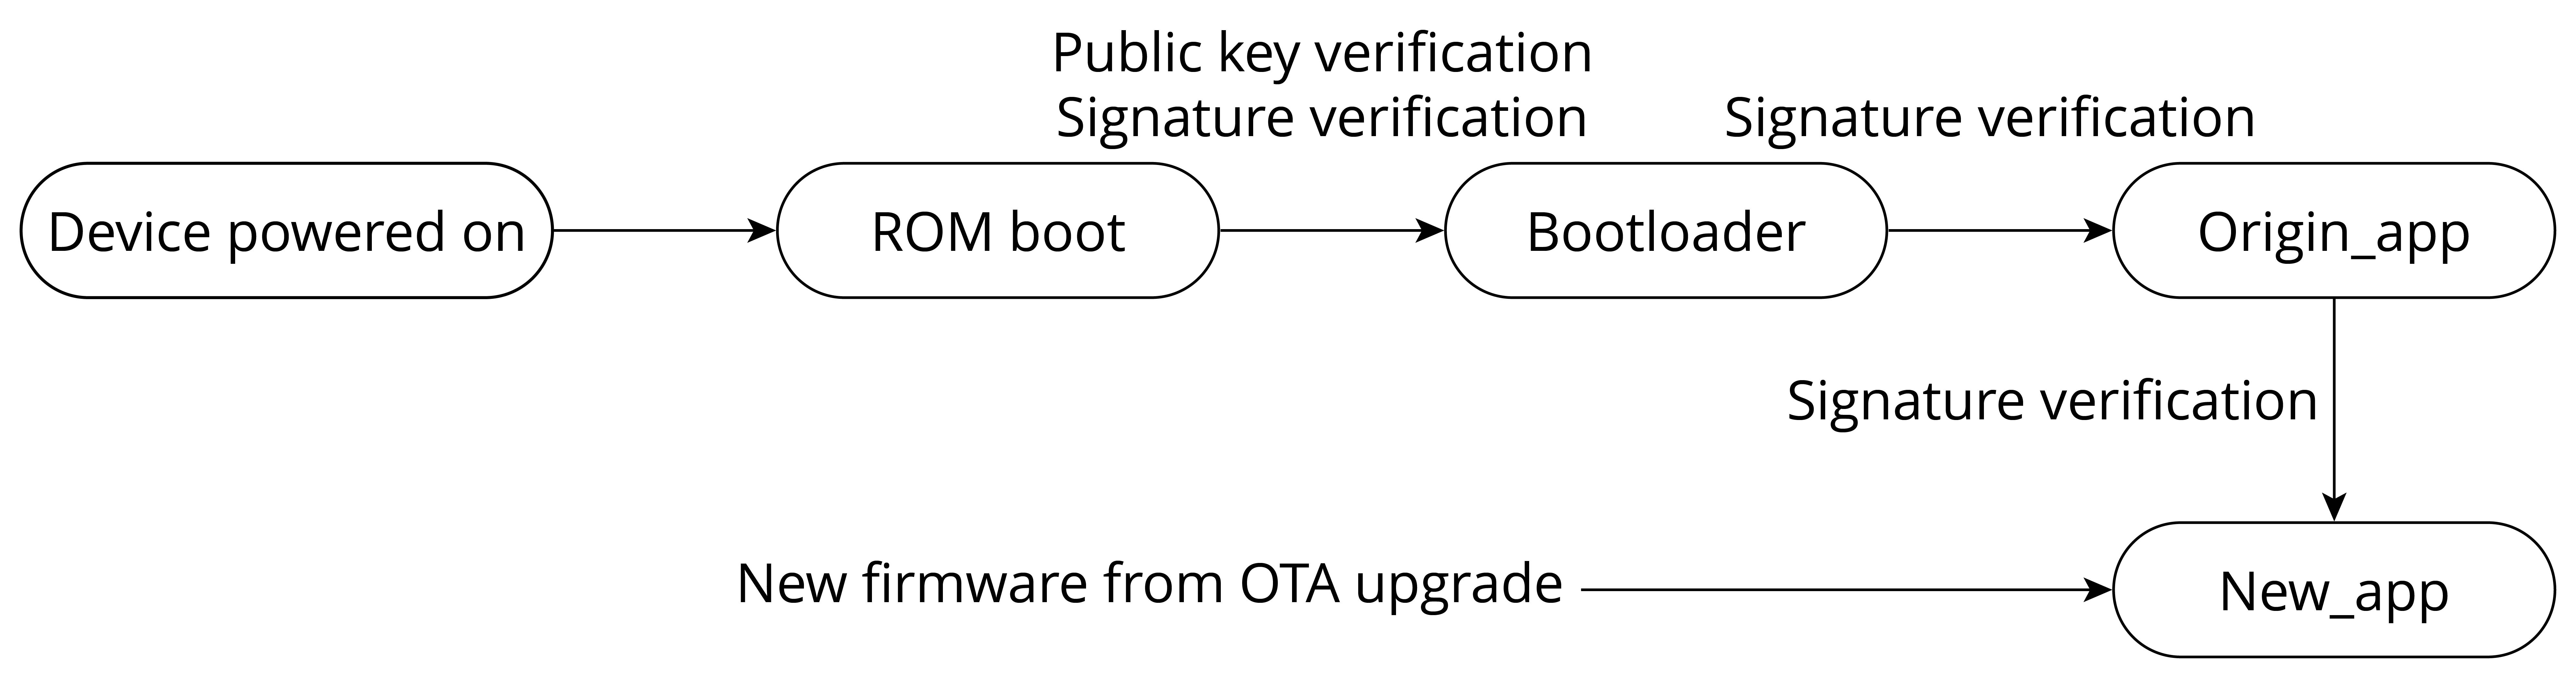 Public key verification
Signature verification
Signature verification
Device powered on
ROM boot
Bootloader
Origin_app
Signature verification
New firmware from OTA upgrade
New_app